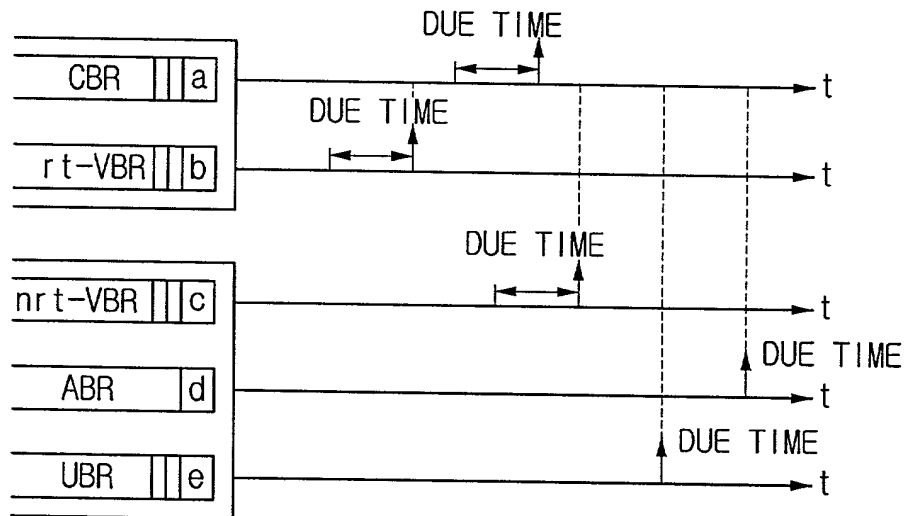 DUE TIME
CBR a t
DUE TIME
rt-VBR b t
DUE TIME
nrt-VBR c t
DUE TIME
ABR d t
DUE TIME
UBR e t